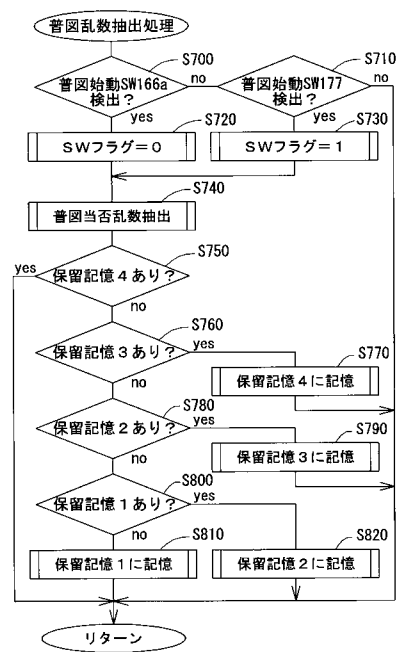 普図乱数抽出処理
S700
普図始動SW166a
検出？
no
yes
S710
普図始動SW177
検出？
no
yes
S720
SWフラグ＝0
S730
SWフラグ＝1
S740
普図当否乱数抽出
S750
保留記憶4あり？
yes
no
S760
保留記憶3あり？
yes
no
S770
保留記憶4に記憶
S780
保留記憶2あり？
yes
no
S790
保留記憶3に記憶
S800
保留記憶1あり？
yes
no
S810
保留記憶1に記憶
S820
保留記憶2に記憶
リターン